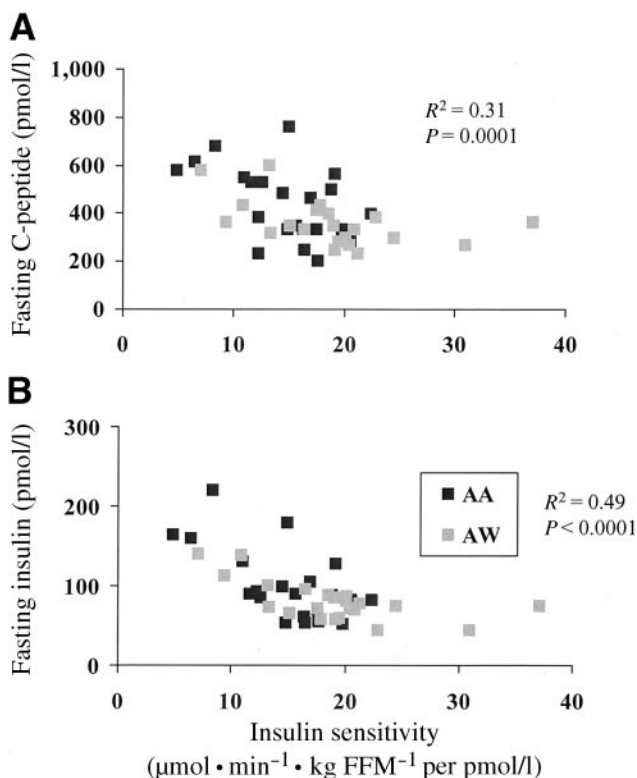 A
Fasting C-peptide (pmol/l)
1,000
800
600
400
200
0
R² = 0.31
P = 0.0001
0 10 20 30 40
B
Fasting insulin (pmol/l)
300
200
100
0
AA
AW
R² = 0.49
P < 0.0001
0 10 20 30 40
Insulin sensitivity
(μmol • min⁻¹ • kg FFM⁻¹ per pmol/l)